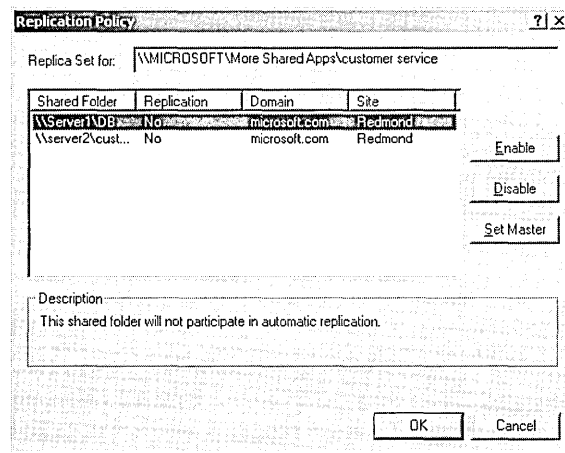 Replication Policy
Replica Set for: \\MICROSOFT\More Shared Apps\customer service
Shared Folder Replication Domain Site
\\Server1\DB No microsoft.com Redmond
\\server2\cust... No microsoft.com Redmond
Enable
Disable
Set Master
Description
This shared folder will not participate in automatic replication.
OK Cancel